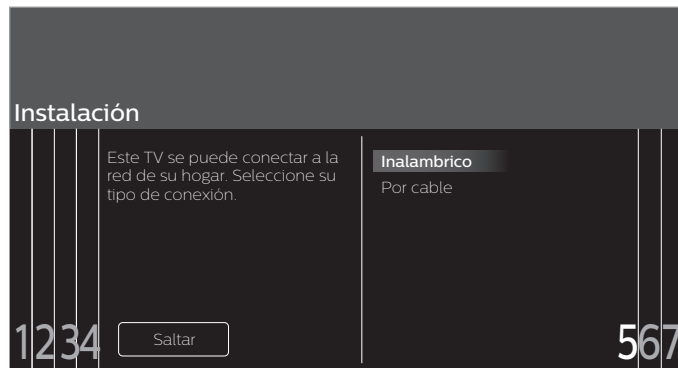 Instalación
Este TV se puede conectar a la
red de su hogar. Seleccione su
tipo de conexión.
Inalambrico
Por cable
Saltar
1234
567